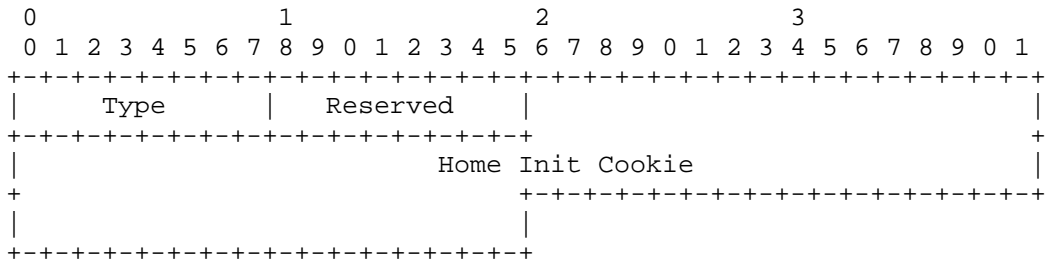 0                   1                   2                   3
 0 1 2 3 4 5 6 7 8 9 0 1 2 3 4 5 6 7 8 9 0 1 2 3 4 5 6 7 8 9 0 1
+-+-+-+-+-+-+-+-+-+-+-+-+-+-+-+-+-+-+-+-+-+-+-+-+-+-+-+-+-+-+-+-+
|     Type      |   Reserved    |                               |
+-+-+-+-+-+-+-+-+-+-+-+-+-+-+-+-+                               +
|                          Home Init Cookie                     |
+                               +-+-+-+-+-+-+-+-+-+-+-+-+-+-+-+-+
|                               |
+-+-+-+-+-+-+-+-+-+-+-+-+-+-+-+-+